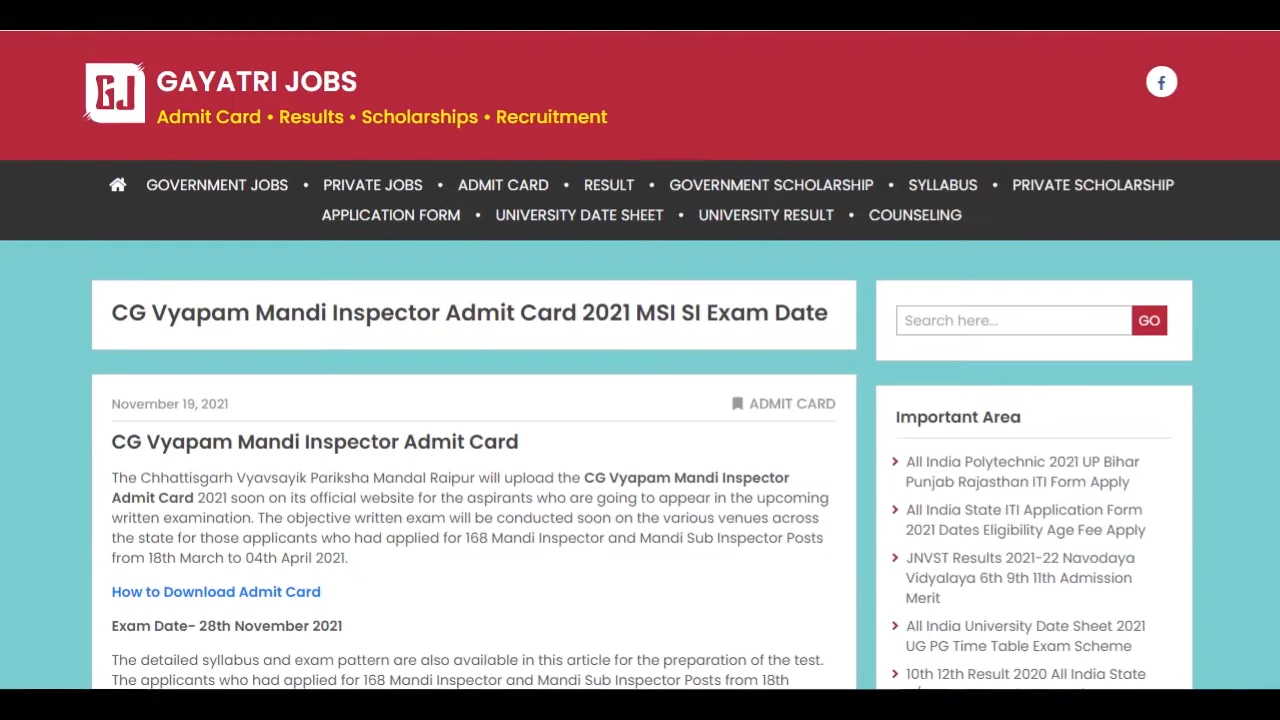 GJ
GAYATRI JOBS
Admit Card • Results • Scholarships • Recruitment
f
GOVERNMENT JOBS • PRIVATE JOBS • ADMIT CARD • RESULT • GOVERNMENT SCHOLARSHIP • SYLLABUS • PRIVATE SCHOLARSHIP
APPLICATION FORM • UNIVERSITY DATE SHEET • UNIVERSITY RESULT • COUNSELING
CG Vyapam Mandi Inspector Admit Card 2021 MSI SI Exam Date
November 19, 2021
ADMIT CARD
CG Vyapam Mandi Inspector Admit Card
The Chhattisgarh Vyavsayik Pariksha Mandal Raipur will upload the CG Vyapam Mandi Inspector
Admit Card 2021 soon on its official website for the aspirants who are going to appear in the upcoming
written examination. The objective written exam will be conducted soon on the various venues across
the state for those applicants who had applied for 168 Mandi Inspector and Mandi Sub Inspector Posts
from 18th March to 04th April 2021.
How to Download Admit Card
Exam Date- 28th November 2021
The detailed syllabus and exam pattern are also available in this article for the preparation of the test.
The applicants who had applied for 168 Mandi Inspector and Mandi Sub Inspector Posts from 18th
Search here...
GO
Important Area
All India Polytechnic 2021 UP Bihar
Punjab Rajasthan ITI Form Apply
All India State ITI Application Form
2021 Dates Eligibility Age Fee Apply
JNVST Results 2021-22 Navodaya
Vidyalaya 6th 9th 11th Admission
Merit
All India University Date Sheet 2021
UG PG Time Table Exam Scheme
10th 12th Result 2020 All India State